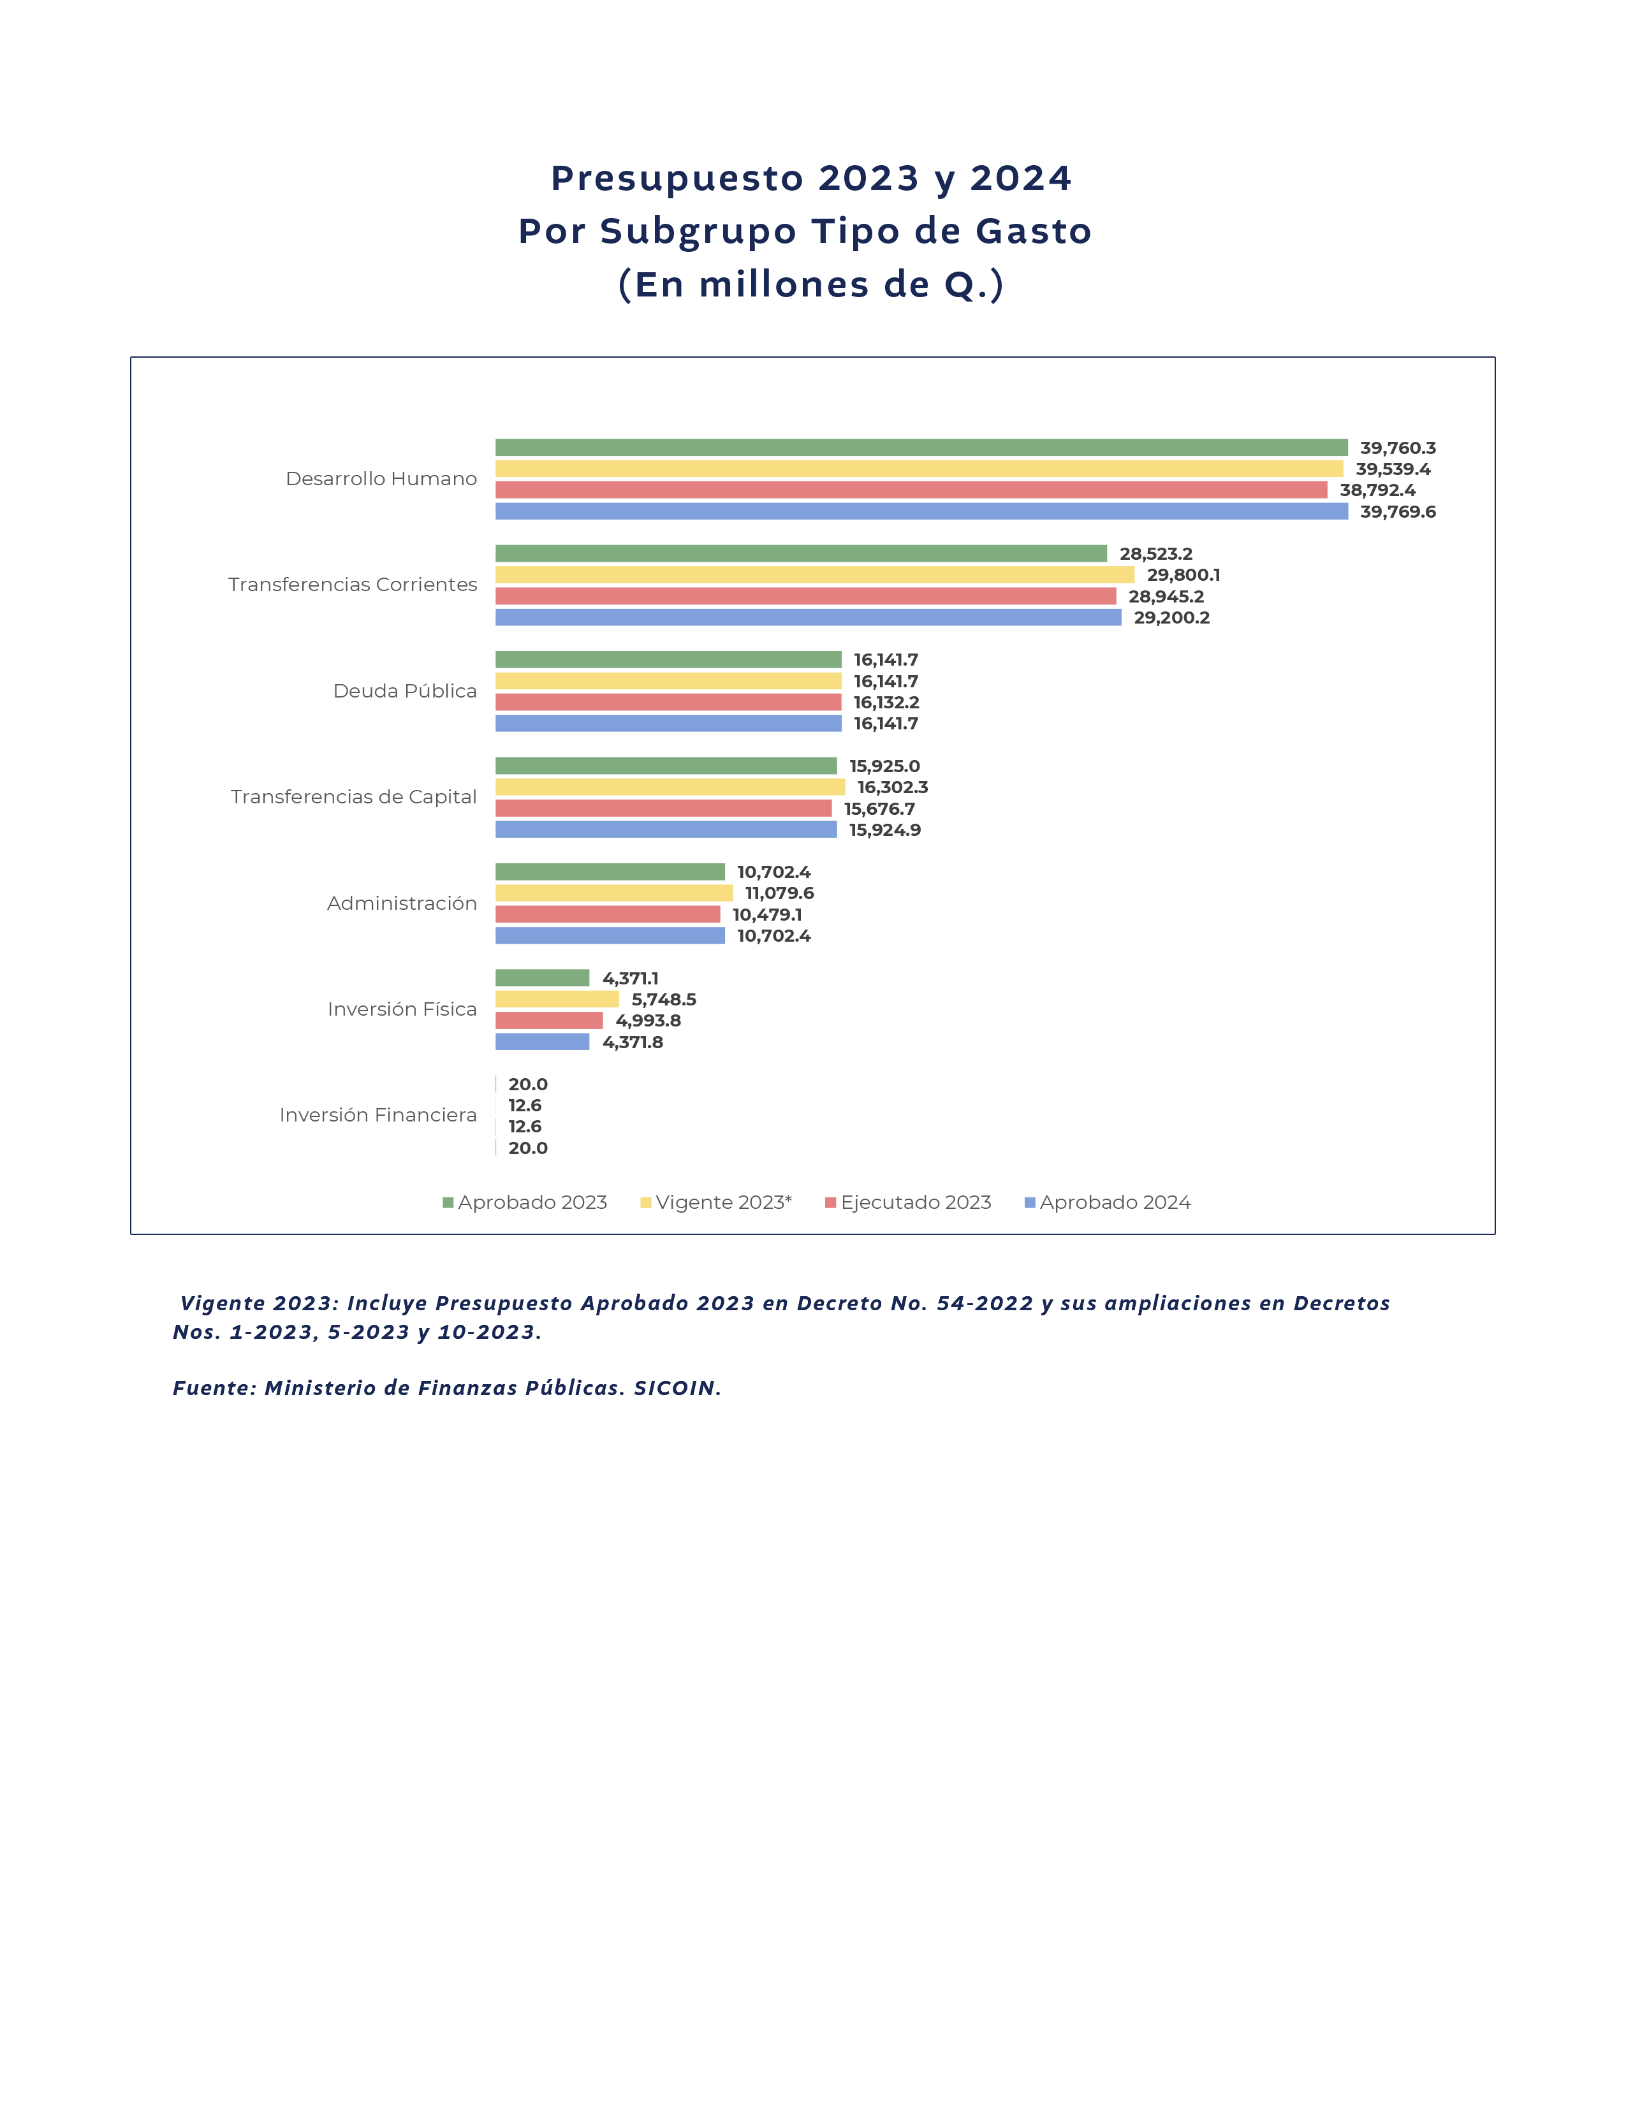 Presupuesto 2023 y 2024
Por Subgrupo Tipo de Gasto
(En millones de Q.)
39,760.3
39,539.4
Desarrollo Humano
38,792.4
39,769.6
28,523.2
29,800.1
Transferencias Corrientes
28,945.2
29,200.2
16,141.7
16,141.7
Deuda Pública
16,132.2
16,141.7
15,925.0
16,302.3
Transferencias de Capital
15,676.7
15,924.9
10,702.4
11,079.6
Administración
10,479.1
10,702.4
4,371.1
5,748.5
Inversión Física
4,993.8
4,371.8
20.0
12.6
Inversión Financiera
12.6
20.0
Aprobado 2023 Vigente 2023* Ejecutado 2023 Aprobado 2024
Vigente 2023: Incluye Presupuesto Aprobado 2023 en Decreto No. 54-2022 y sus ampliaciones en Decretos
Nos. 1-2023, 5-2023 y 10-2023.
Fuente: Ministerio de Finanzas Públicas. SICOIN.